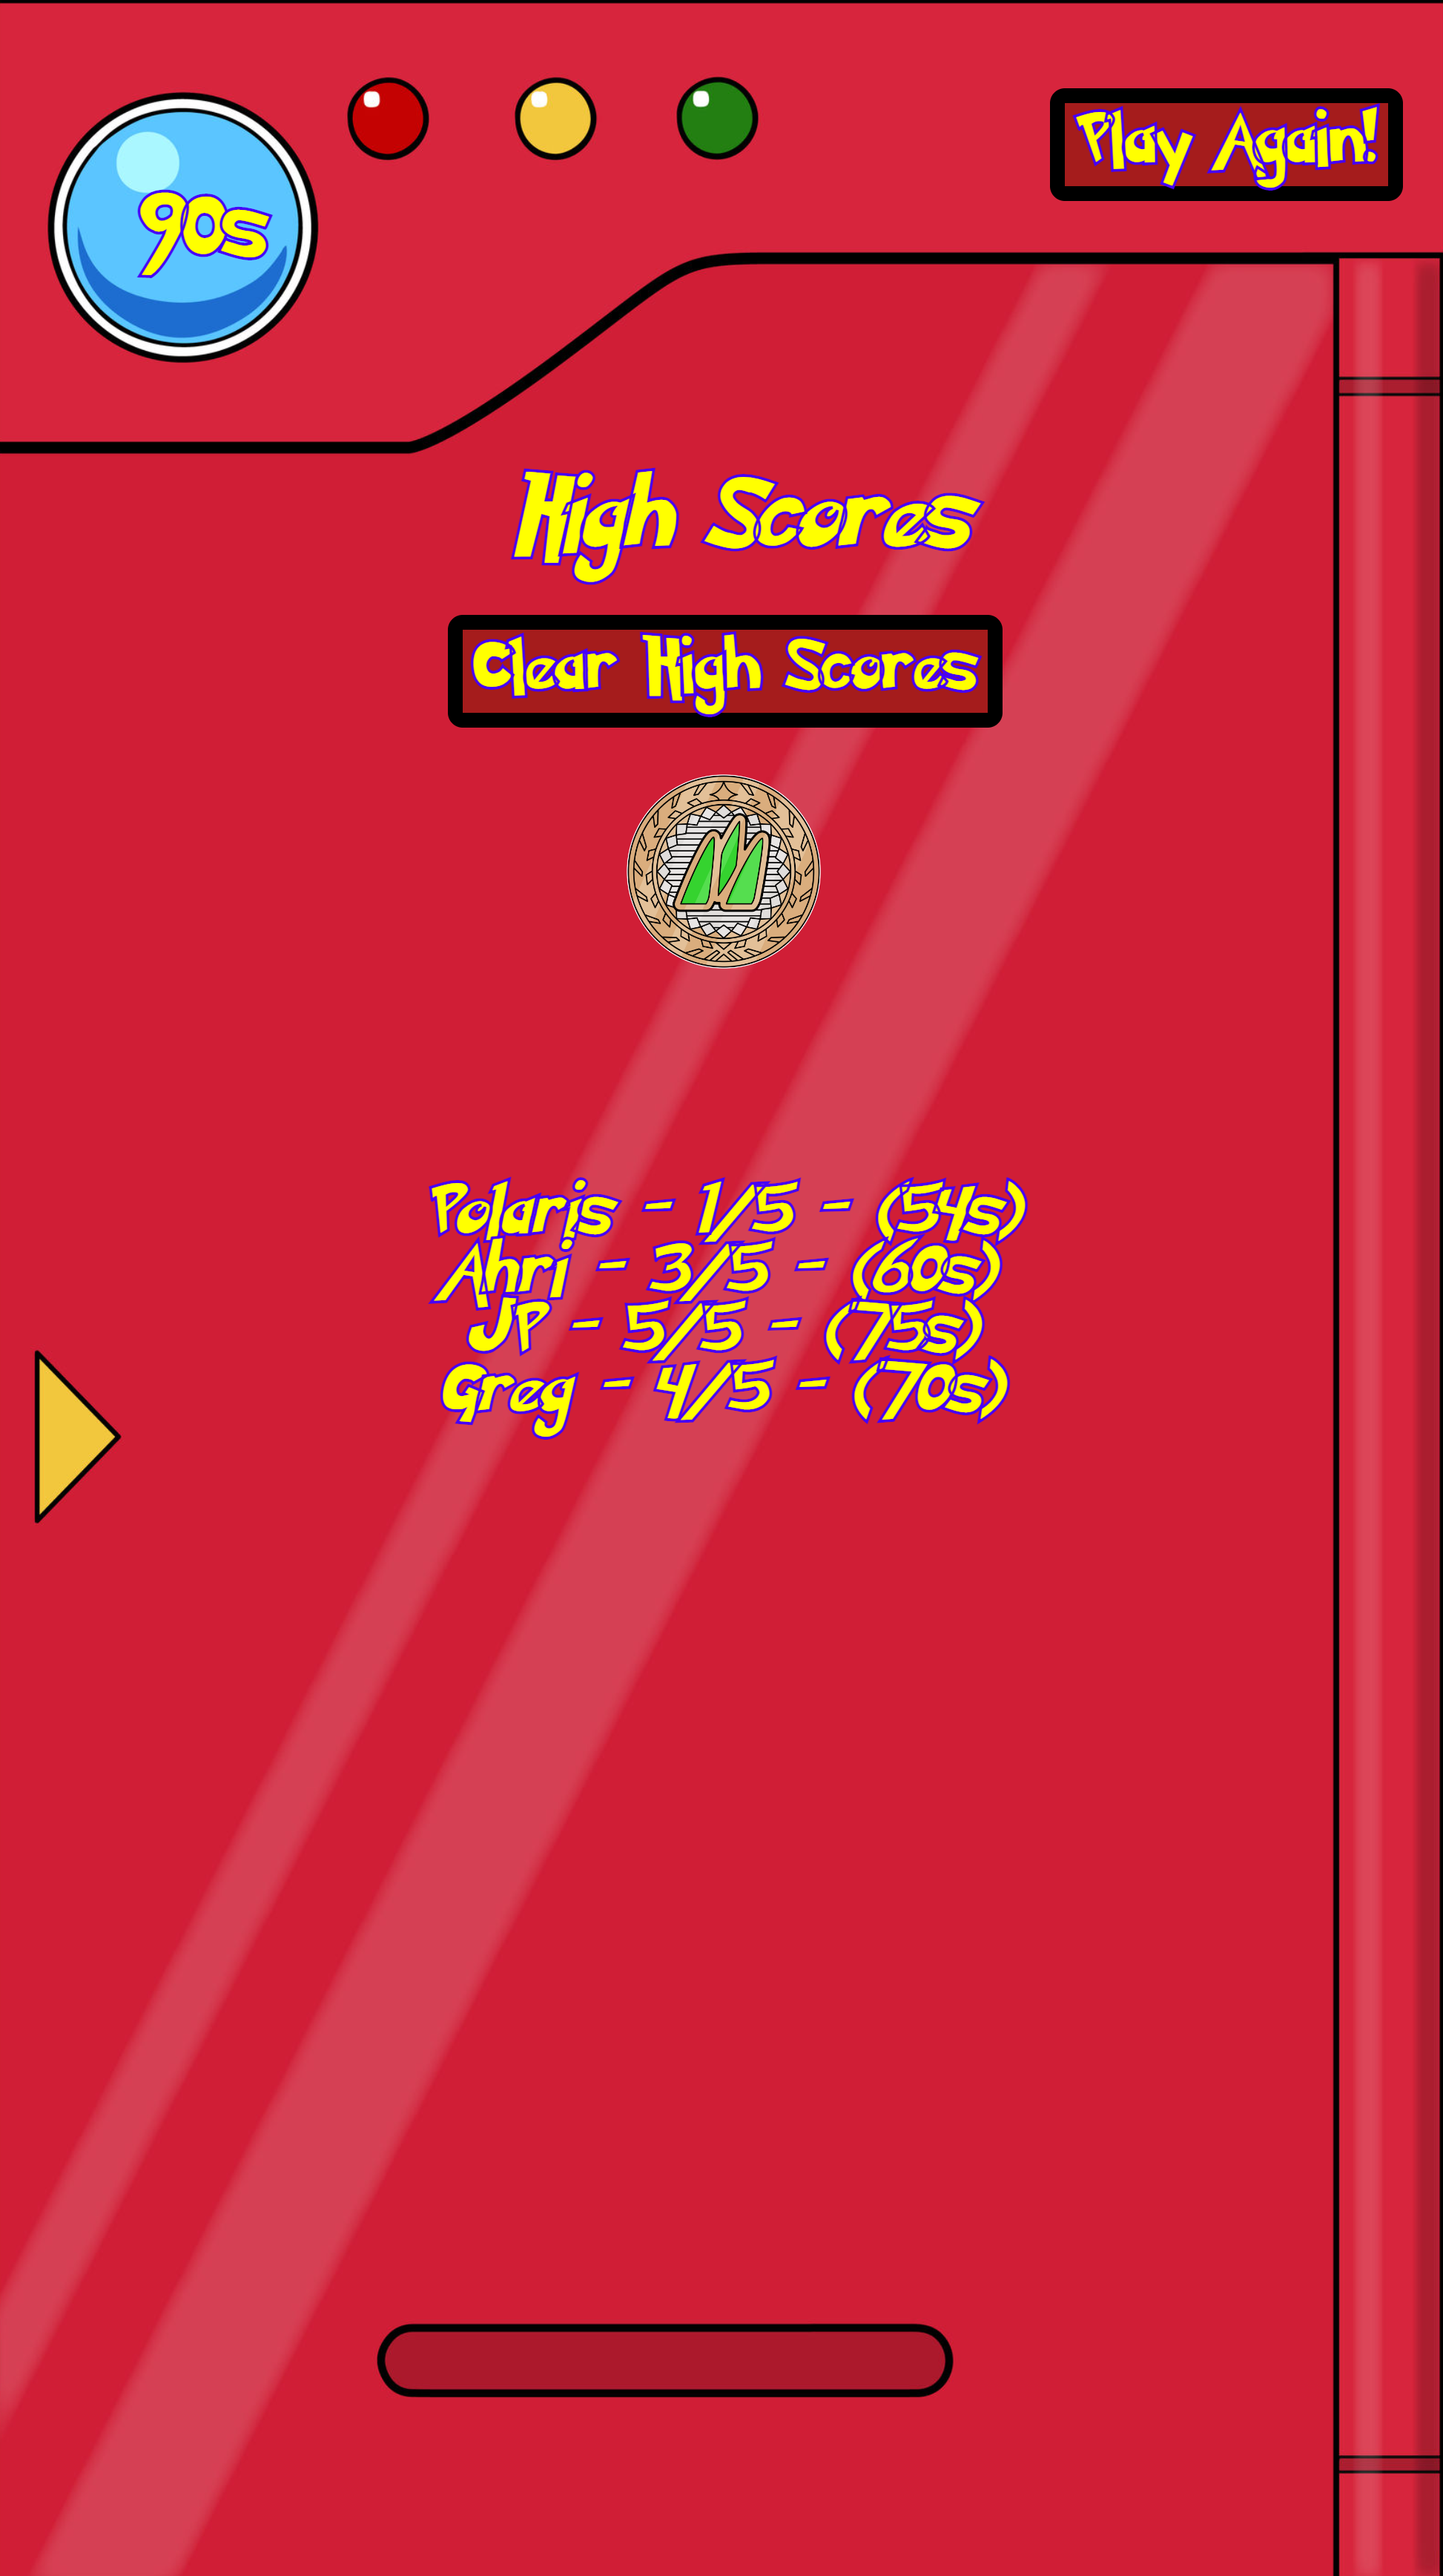 90s
Play Again!
High Scores
Clear High Scores
Polaris - 1/5 - (54s)
Ahri - 3/5 - (60s)
JP - 5/5 - (75s)
Greg - 4/5 - (70s)